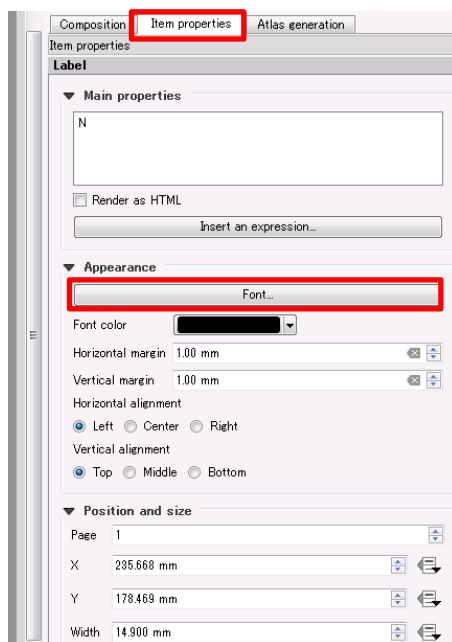 Composition Item properties Atlas generation
Item properties
Label
Main properties
N
Render as HTML
Insert an expression...
Appearance
Font...
Font color
Horizontal margin 1.00 mm
Vertical margin 1.00 mm
Horizontal alignment
Left Center Right
Vertical alignment
Top Middle Bottom
Position and size
Page 1
X 235.668 mm
Y 178.469 mm
Width 14.900 mm